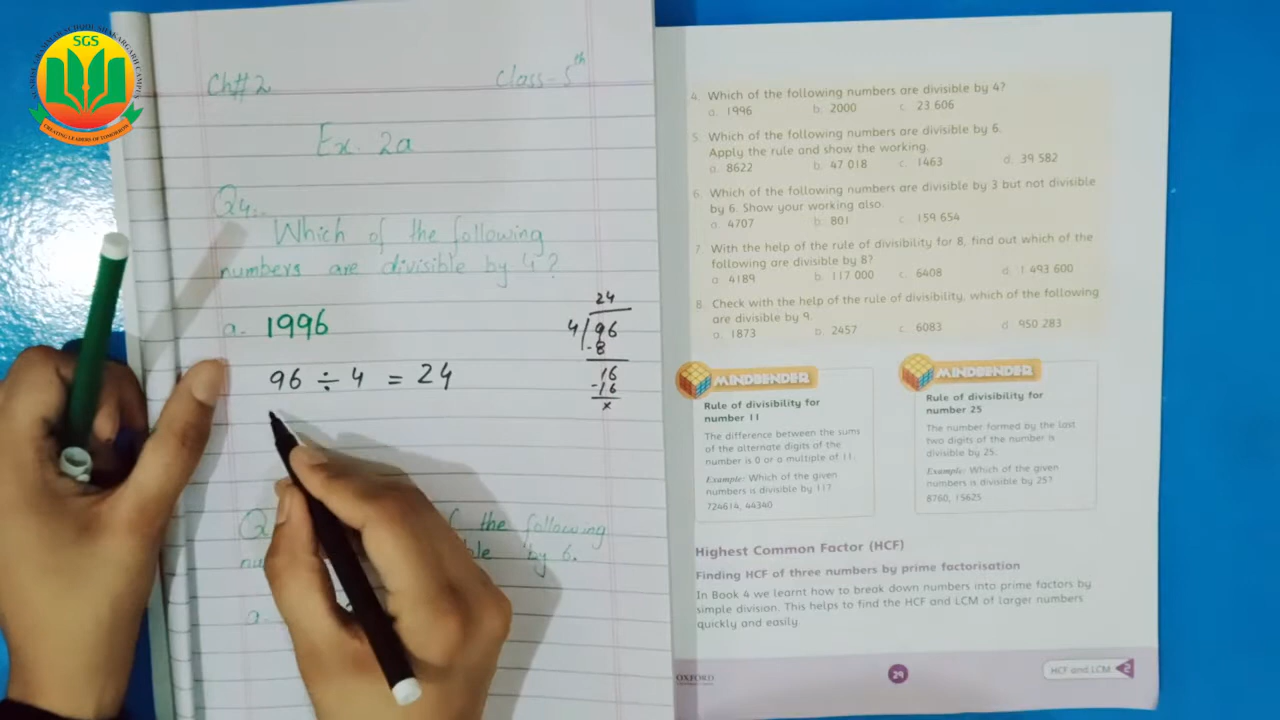 SGS
CREATING LEADERS OF TOMORROW
Ch# 2
Class-5th
Ex. 2a
Q4:-
Which of the following
numbers are divisible by 4?
a. 1996
96 ÷ 4 = 24
24
4 96
-8
16
-16
x
the following
by 6.
a
4. Which of the following numbers are divisible by 4?
a. 1996 b. 2000 c. 23 606
5. Which of the following numbers are divisible by 6.
Apply the rule and show the working.
a. 8622 b. 47 018 c. 1463 d. 39 582
6. Which of the following numbers are divisible by 3 but not divisible
by 6. Show your working also.
a. 4707 b. 801 c. 159 654
7. With the help of the rule of divisibility for 8, find out which of the
following are divisible by 8?
a. 4189 b. 117 000 c. 6408 d. 1 493 600
8. Check with the help of the rule of divisibility, which of the following
are divisible by 9.
a. 1873 b. 2457 c. 6083 d. 950 283
MINDBENDER
Rule of divisibility for
number 11
The difference between the sums
of the alternate digits of the
number is 0 or a multiple of 11.
Example: Which of the given
numbers is divisible by 11?
724614, 44340
MINDBENDER
Rule of divisibility for
number 25
The number formed by the last
two digits of the number is
divisible by 25.
Example: Which of the given
numbers is divisible by 25?
8760, 15625
Highest Common Factor (HCF)
Finding HCF of three numbers by prime factorisation
In Book 4 we learnt how to break down numbers into prime factors by
simple division. This helps to find the HCF and LCM of larger numbers
quickly and easily.
OXFORD
29
HCF and LCM 2